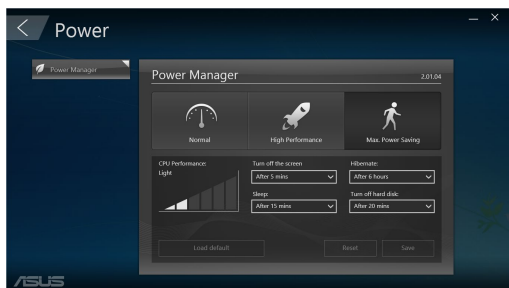 Power
Power Manager
Power Manager
2.01.04
Normal
High Performance
Max. Power Saving
CPU Performance:
Light
Turn off the screen
After 5 mins
Hibernate:
After 6 hours
Sleep:
After 15 mins
Turn off hard disk:
After 20 mins
Load default
Reset
Save
ASUS